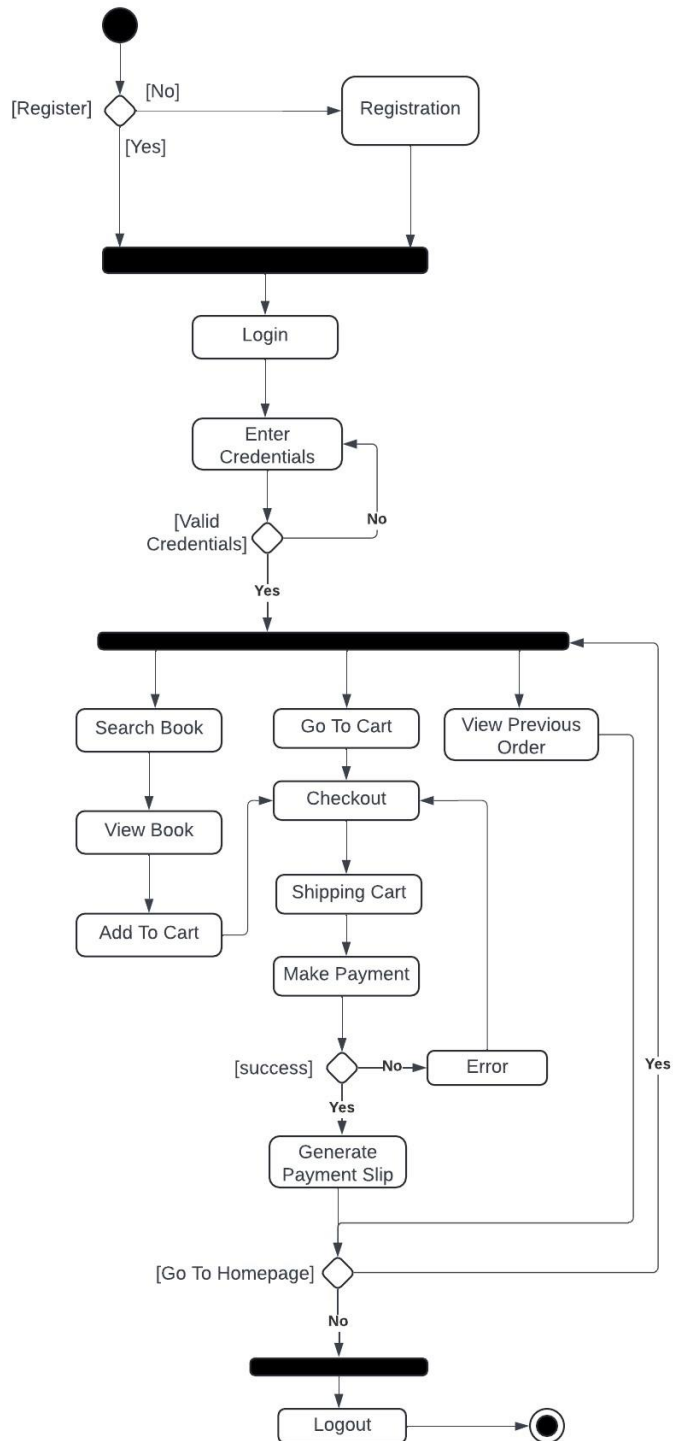 [No]
[Register]
Registration
[Yes]
Login
Enter
Credentials
[Valid
Credentials]
No
Yes
Search Book
Go To Cart
View Previous
Order
Checkout
View Book
Shipping Cart
Add To Cart
Make Payment
[success]
No
Error
Yes
Yes
Generate
Payment Slip
[Go To Homepage]
No
Logout